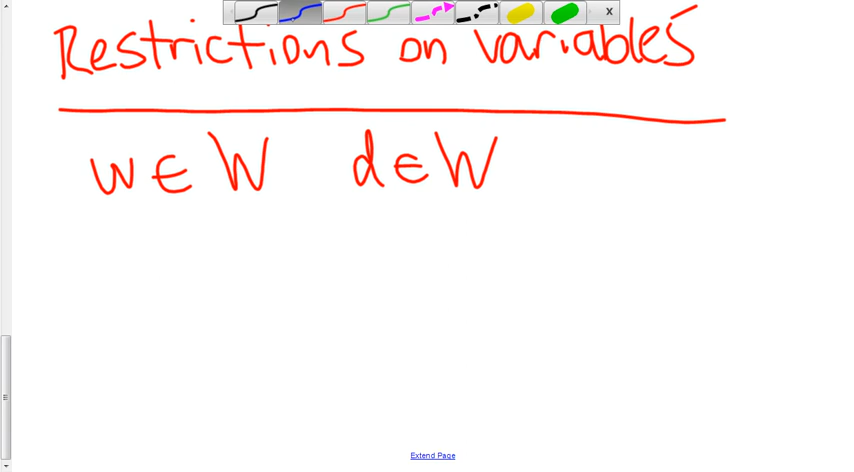 Restrictions on variables
w ∈ W d ∈ W
Extend Page